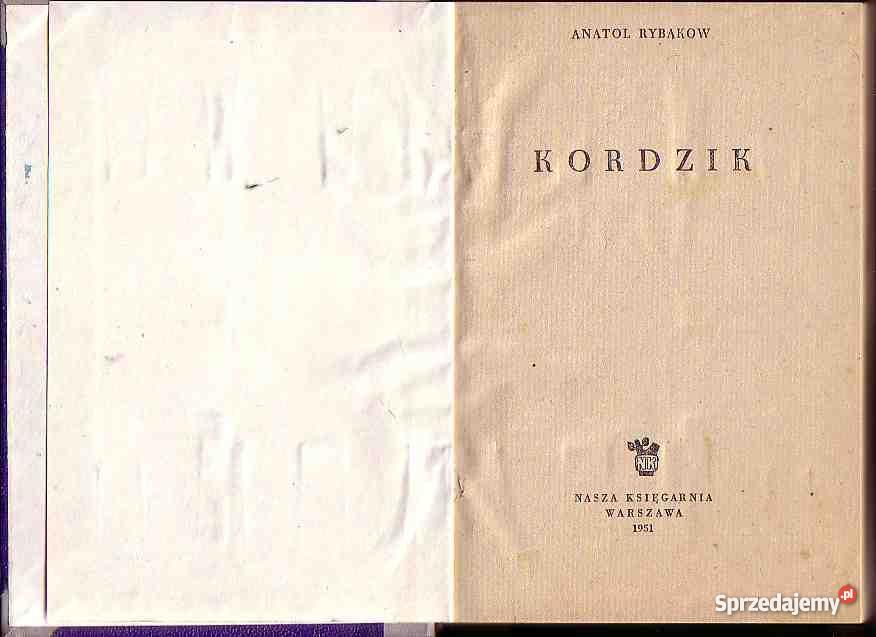 ANATOL RYBAKOW
KORDZIK
NASZA KSIĘGARNIA
WARSZAWA
1951
Sprzedajemy.pl